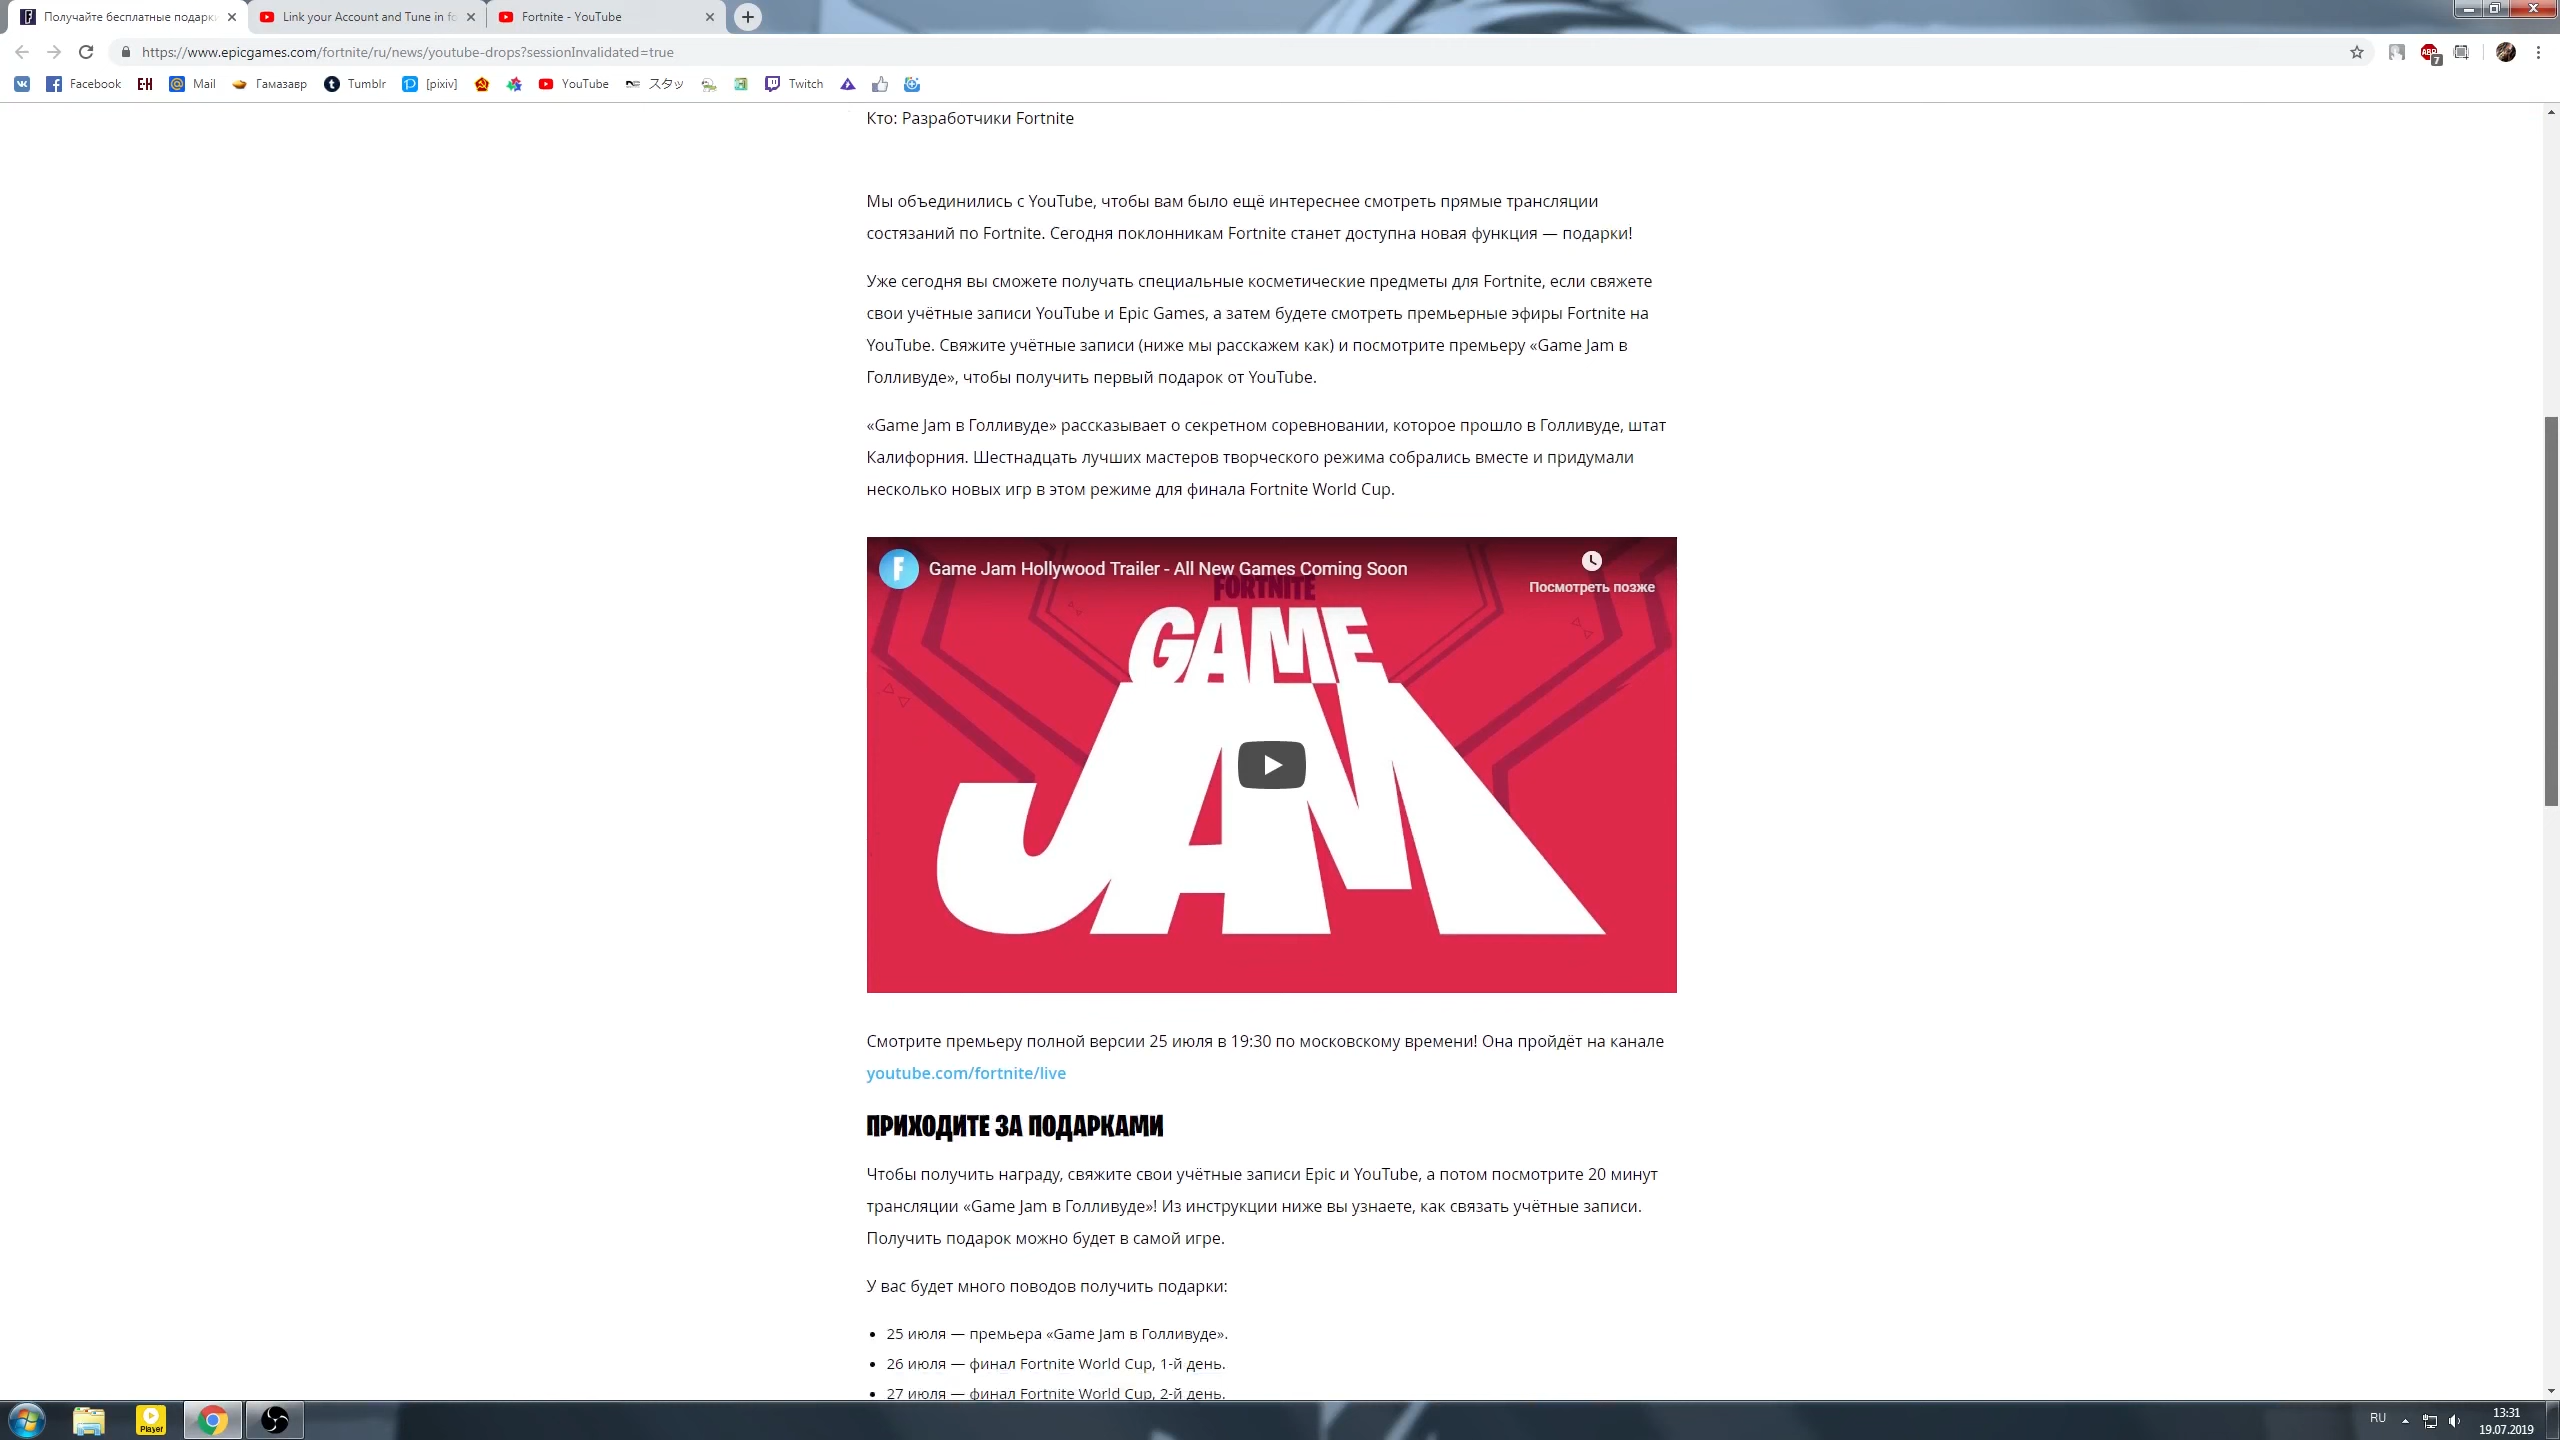 Получайте бесплатные подарк
Link your Account and Tune in fo
Fortnite - YouTube
https://www.epicgames.com/fortnite/ru/news/youtube-drops?sessionInvalidated=true
ABP
7
Facebook
E·H
Mail
Гамазавр
Tumblr
[pixiv]
YouTube
スタッ
Twitch
Кто: Разработчики Fortnite
Мы объединились с YouTube, чтобы вам было ещё интереснее смотреть прямые трансляции
состязаний по Fortnite. Сегодня поклонникам Fortnite станет доступна новая функция — подарки!
Уже сегодня вы сможете получать специальные косметические предметы для Fortnite, если свяжете
свои учётные записи YouTube и Epic Games, а затем будете смотреть премьерные эфиры Fortnite на
YouTube. Свяжите учётные записи (ниже мы расскажем как) и посмотрите премьеру «Game Jam в
Голливуде», чтобы получить первый подарок от YouTube.
«Game Jam в Голливуде» рассказывает о секретном соревновании, которое прошло в Голливуде, штат
Калифорния. Шестнадцать лучших мастеров творческого режима собрались вместе и придумали
несколько новых игр в этом режиме для финала Fortnite World Cup.
F
Game Jam Hollywood Trailer - All New Games Coming Soon
Посмотреть позже
FORTNITE
GAME
JAM
Смотрите премьеру полной версии 25 июля в 19:30 по московскому времени! Она пройдёт на канале
youtube.com/fortnite/live
ПРИХОДИТЕ ЗА ПОДАРКАМИ
Чтобы получить награду, свяжите свои учётные записи Epic и YouTube, а потом посмотрите 20 минут
трансляции «Game Jam в Голливуде»! Из инструкции ниже вы узнаете, как связать учётные записи.
Получить подарок можно будет в самой игре.
У вас будет много поводов получить подарки:
• 25 июля — премьера «Game Jam в Голливуде».
• 26 июля — финал Fortnite World Cup, 1-й день.
• 27 июля — финал Fortnite World Cup, 2-й день.
Player
RU
13:31
19.07.2019